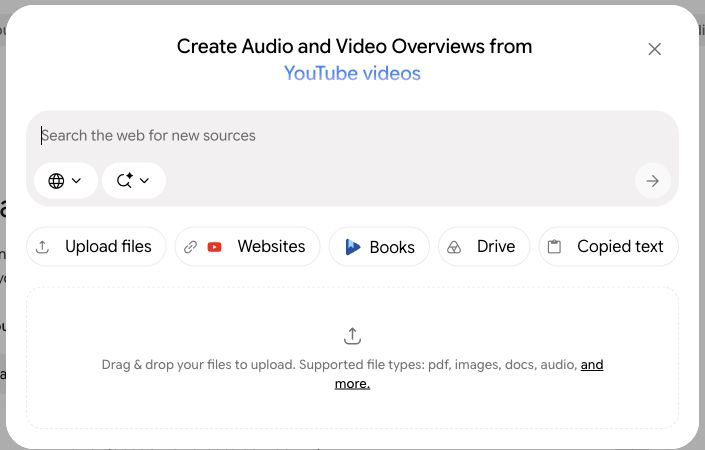 Create Audio and Video Overviews from
YouTube videos
Search the web for new sources
Upload files
Websites
Books
Drive
Copied text
Drag & drop your files to upload. Supported file types: pdf, images, docs, audio, and
more.